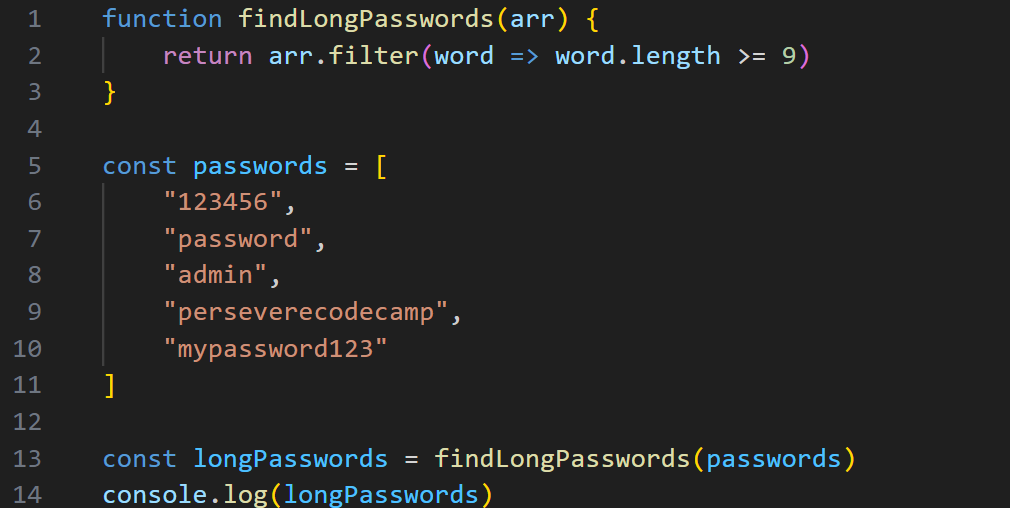 1 function findLongPasswords(arr) {
2     return arr.filter(word => word.length >= 9)
3 }
4
5 const passwords = [
6     "123456",
7     "password",
8     "admin",
9     "perseverecodecamp",
10     "mypassword123"
11 ]
12
13 const longPasswords = findLongPasswords(passwords)
14 console.log(longPasswords)